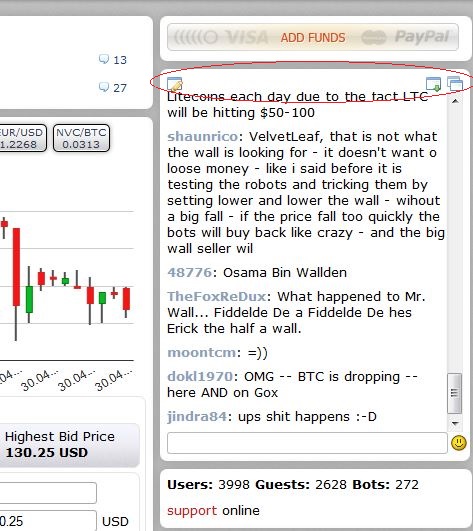 13
27
EUR/USD
1.2268
NVC/BTC
0.0313
04...
30.04...
30.04...
30.04...
Highest Bid Price
130.25 USD
0.25
USD
VISA
ADD FUNDS
PayPal
Litecoins each day due to the fact LTC
will be hitting $50-100
shaunrico: VelvetLeaf, that is not what
the wall is looking for - it doesn't want o
loose money - like i said before it is
testing the robots and tricking them by
setting lower and lower the wall - wihout
a big fall - if the price fall too quickly the
bots will buy back like crazy - and the big
wall seller wil
48776: Osama Bin Wallden
TheFoxReDux: What happened to Mr.
Wall... Fiddelde De a Fiddelde De hes
Erick the half a wall.
moontcm: =))
dokl1970: OMG -- BTC is dropping --
here AND on Gox
jindra84: ups shit happens :-D
Users: 3998 Guests: 2628 Bots: 272
support online